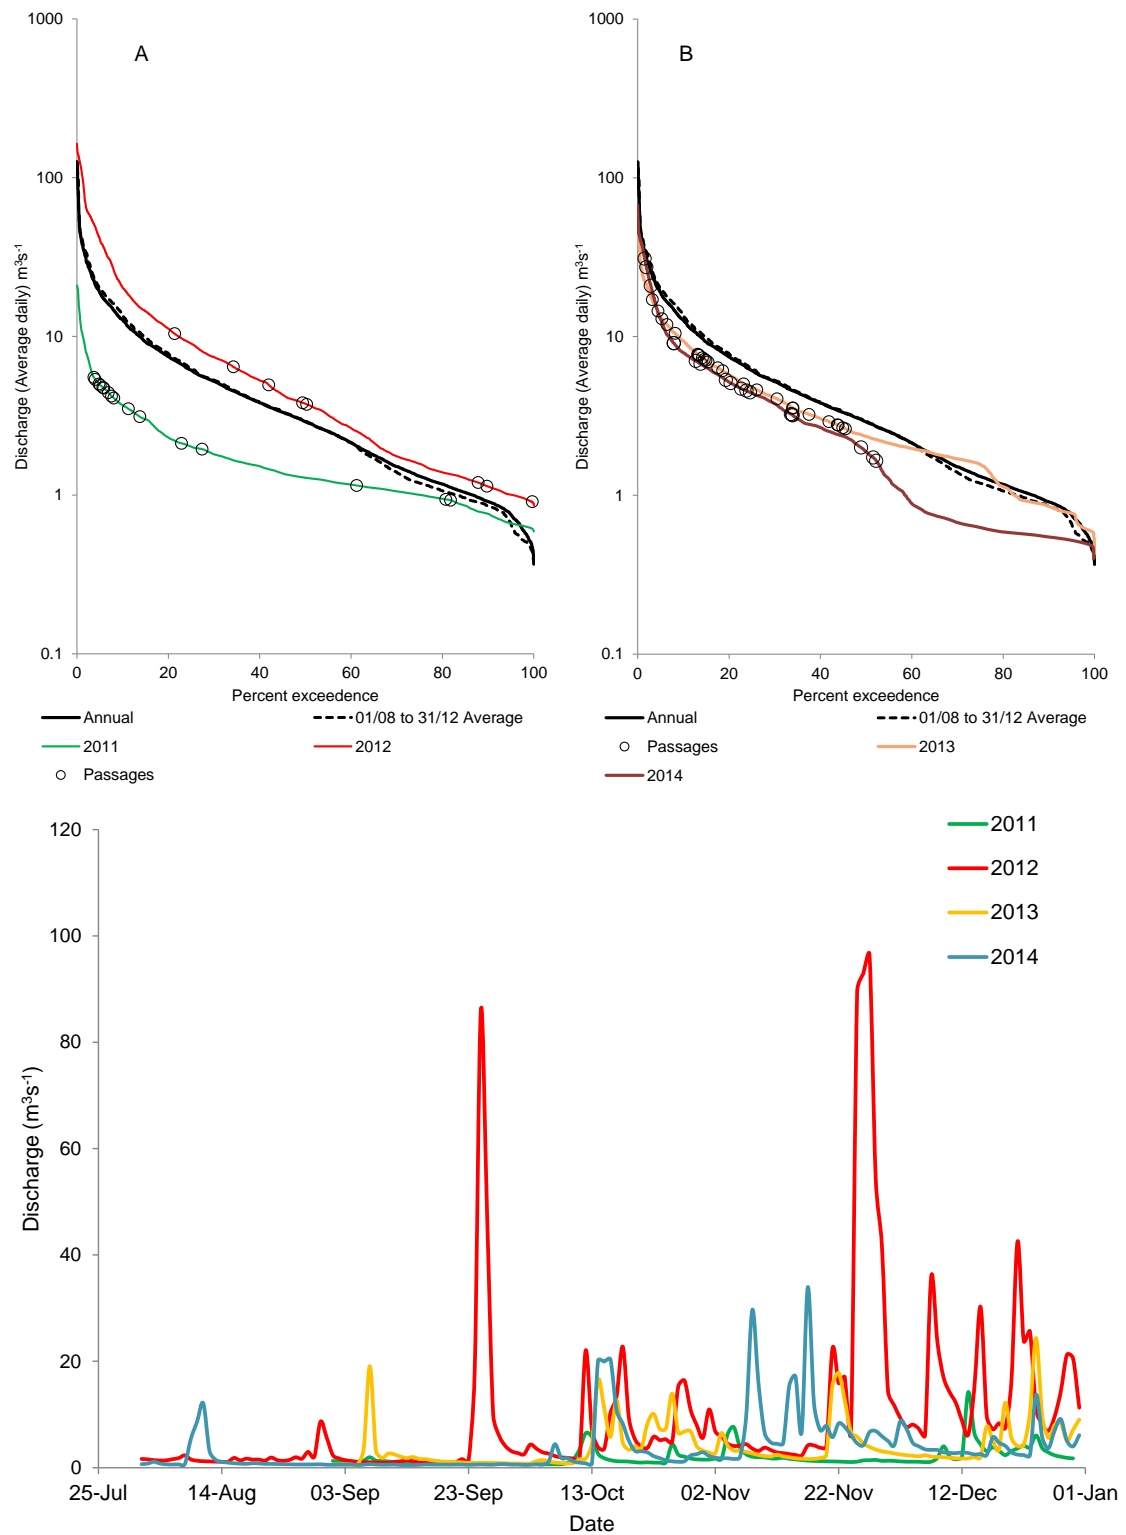 A
1000
100
10
1
0.1
Discharge (Average daily) m³s⁻¹
0 20 40 60 80 100
Percent exceedence
Annual
01/08 to 31/12 Average
2011
2012
Passages
B
1000
100
10
1
0.1
Discharge (Average daily) m³s⁻¹
0 20 40 60 80 100
Percent exceedence
Annual
01/08 to 31/12 Average
Passages
2013
2014
120
100
80
60
40
20
0
Discharge (m³s⁻¹)
2011
2012
2013
2014
25-Jul 14-Aug 03-Sep 23-Sep 13-Oct 02-Nov 22-Nov 12-Dec 01-Jan
Date